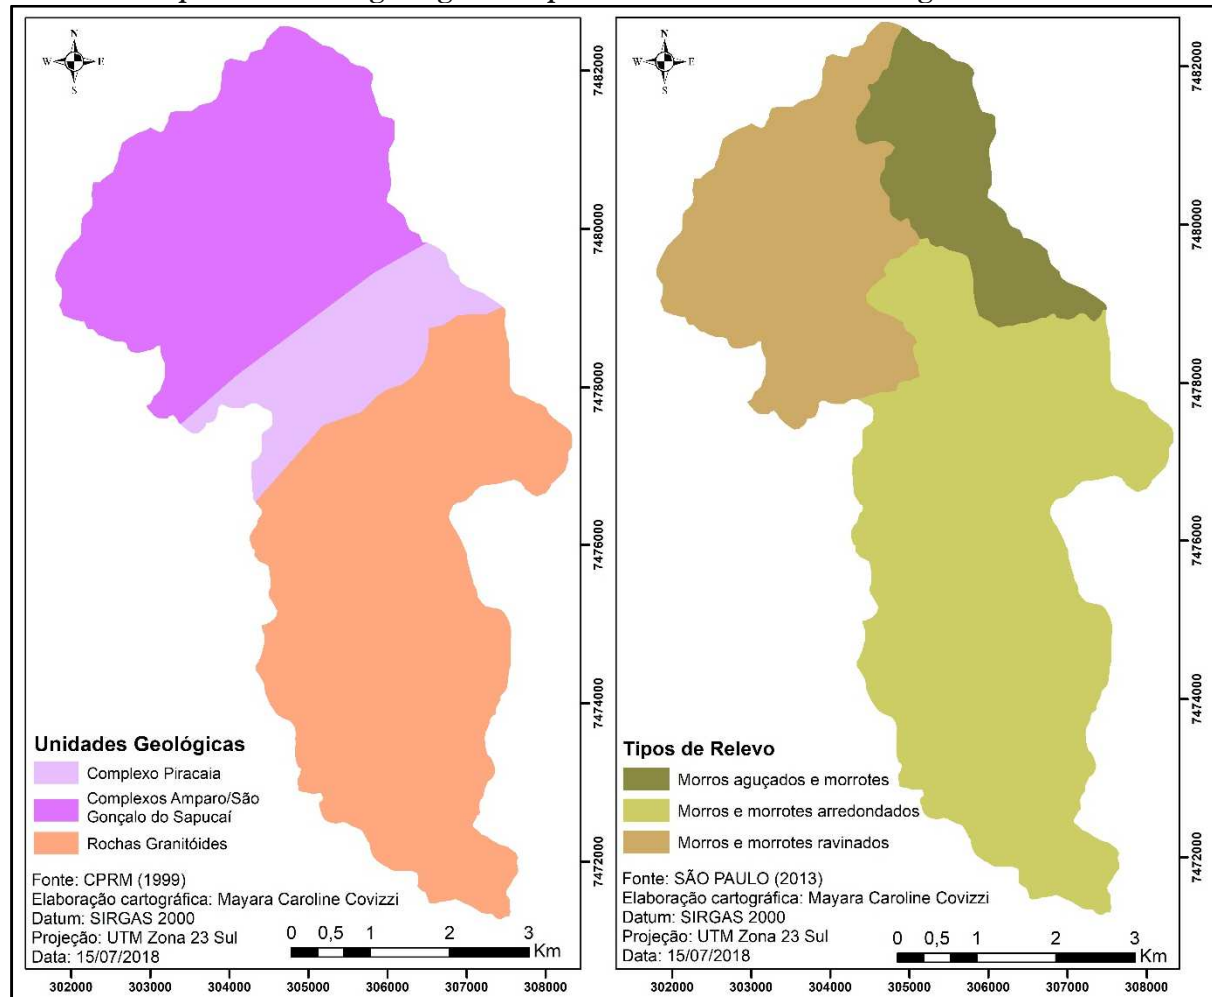 N
W E
S
7482000
7480000
7478000
7476000
7474000
7472000
Unidades Geológicas
Complexo Piracaia
Complexos Amparo/São
Gonçalo do Sapucaí
Rochas Granitóides
Fonte: CPRM (1999)
Elaboração cartográfica: Mayara Caroline Covizzi
Datum: SIRGAS 2000
Projeção: UTM Zona 23 Sul
Data: 15/07/2018
0 0,5 1 2 3
Km
302000 303000 304000 305000 306000 307000 308000
N
W E
S
7482000
7480000
7478000
7476000
7474000
7472000
Tipos de Relevo
Morros aguçados e morrotes
Morros e morrotes arredondados
Morros e morrotes ravinados
Fonte: SÃO PAULO (2013)
Elaboração cartográfica: Mayara Caroline Covizzi
Datum: SIRGAS 2000
Projeção: UTM Zona 23 Sul
Data: 15/07/2018
0 0,5 1 2 3
Km
302000 303000 304000 305000 306000 307000 308000